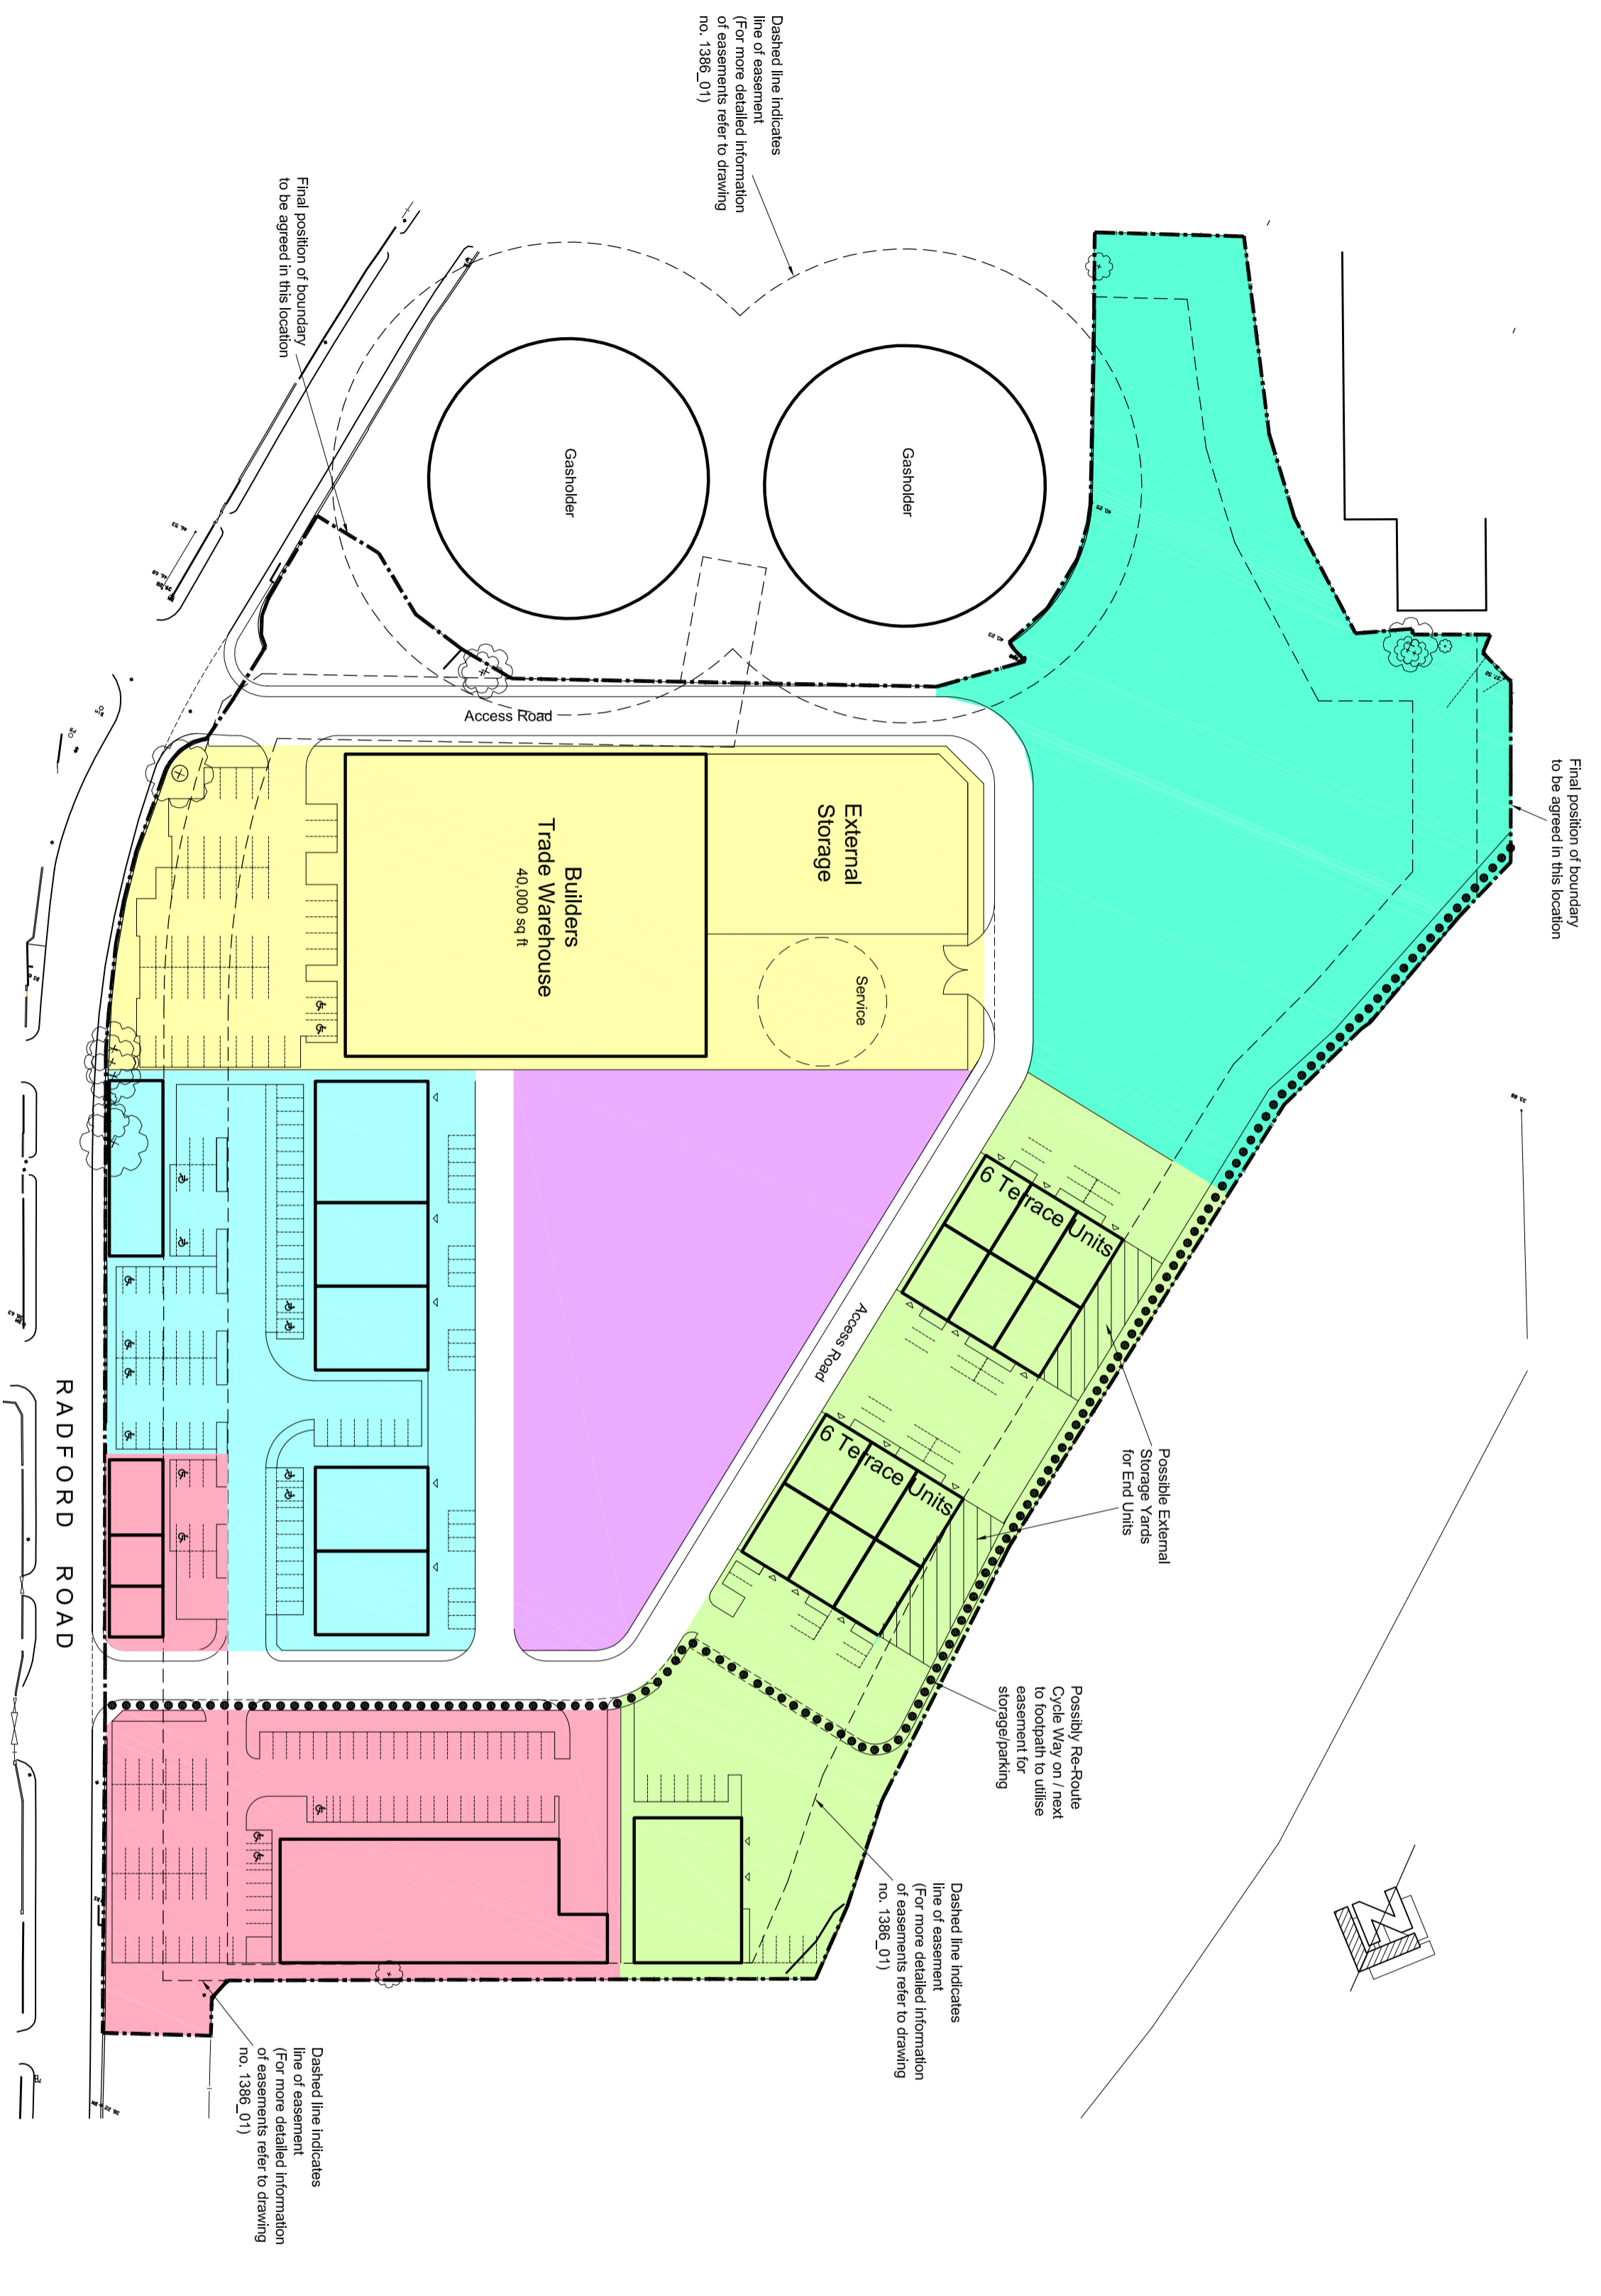 Dashed line indicates
line of easement
(For more detailed information
of easements refer to drawing
no. 1386_01)
Final position of boundary
to be agreed in this location
Gasholder
Gasholder
Final position of boundary
to be agreed in this location
Access Road
External
Storage
Builders
Trade Warehouse
40,000 sq ft
Service
6 Terrace Units
Access Road
6 Terrace Units
Possible External
Storage Yards
for End Units
RADFORD ROAD
Possibly Re-Route
Cycle Way on / next
to footpath to utilise
easement for
storage/parking
Dashed line indicates
line of easement
(For more detailed information
of easements refer to drawing
no. 1386_01)
N
Dashed line indicates
line of easement
(For more detailed information
of easements refer to drawing
no. 1386_01)